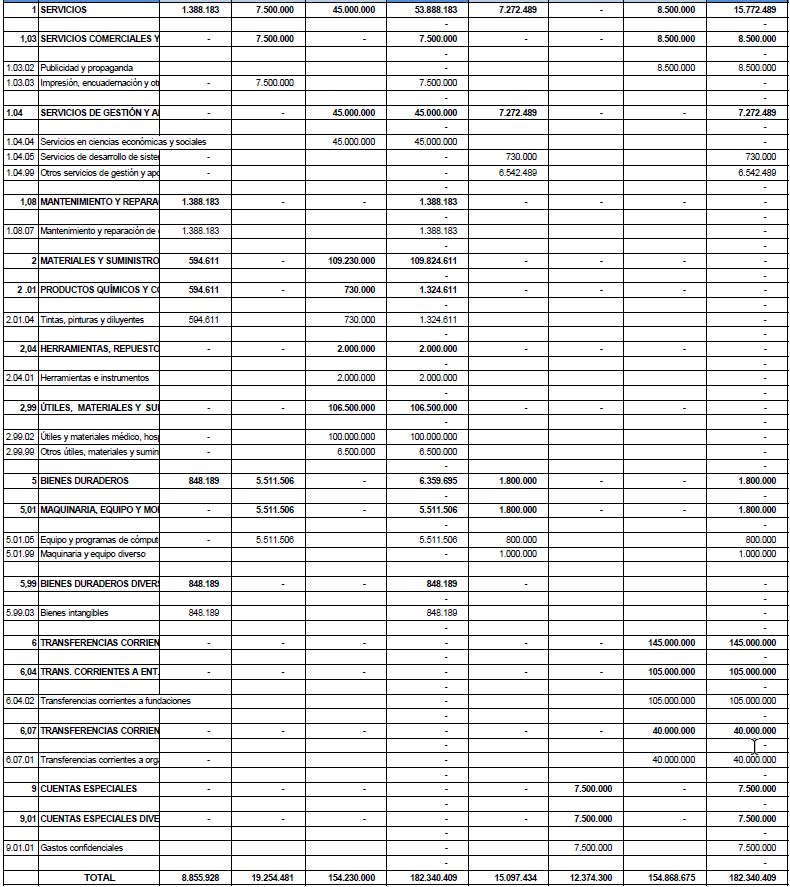 1 SERVICIOS 1.388.183 7.500.000 45.000.000 53.888.183 7.272.489 - 8.500.000 15.772.489
- -
1,03 SERVICIOS COMERCIALES Y - 7.500.000 - 7.500.000 - - 8.500.000 8.500.000
- -
1.03.02 Publicidad y propaganda - 8.500.000 8.500.000
1.03.03 Impresión, encuadernación y ot - 7.500.000 7.500.000 -
- -
1.04 SERVICIOS DE GESTIÓN Y A - - 45.000.000 45.000.000 7.272.489 - - 7.272.489
- -
1.04.04 Servicios en ciencias económicas y sociales 45.000.000 45.000.000 -
1.04.05 Servicios de desarrollo de sister - - 730.000 730.000
1.04.99 Otros servicios de gestión y apo - - 6.542.489 6.542.489
- -
1,08 MANTENIMIENTO Y REPARA 1.388.183 - - 1.388.183 - - - -
- -
1.08.07 Mantenimiento y reparación de 1.388.183 1.388.183 -
- -
2 MATERIALES Y SUMINISTRO 594.611 - 109.230.000 109.824.611 - - - -
- -
2 .01 PRODUCTOS QUÍMICOS Y CO 594.611 - 730.000 1.324.611 - - - -
- -
2.01.04 Tintas, pinturas y diluyentes 594.611 730.000 1.324.611 -
- -
2,04 HERRAMIENTAS, REPUESTO - - 2.000.000 2.000.000 - - - -
- -
2.04.01 Herramientas e instrumentos 2.000.000 2.000.000 -
- -
2,99 ÚTILES, MATERIALES Y SUI - - 106.500.000 106.500.000 - - - -
- -
2.99.02 Útiles y materiales médico, hosp - 100.000.000 100.000.000 -
2.99.99 Otros útiles, materiales y sumin - 6.500.000 6.500.000 -
- -
5 BIENES DURADEROS 848.189 5.511.506 - 6.359.695 1.800.000 - - 1.800.000
- -
5,01 MAQUINARIA, EQUIPO Y MO - 5.511.506 - 5.511.506 1.800.000 - - 1.800.000
- -
5.01.05 Equipo y programas de cómput - 5.511.506 5.511.506 800.000 800.000
5.01.99 Maquinaria y equipo diverso - 1.000.000 1.000.000
5,99 BIENES DURADEROS DIVERS 848.189 - - 848.189 - -
- -
5.99.03 Bienes intangibles 848.189 848.189 -
- -
6 TRANSFERENCIAS CORRIEN - - - - - - 145.000.000 145.000.000
- -
6,04 TRANS. CORRIENTES A ENT. - - - - - - 105.000.000 105.000.000
- -
6.04.02 Transferencias corrientes a fundaciones - 105.000.000 105.000.000
- -
6,07 TRANSFERENCIAS CORRIEN - - - - - - 40.000.000 40.000.000
- -
6.07.01 Transferencias corrientes a orga - - 40.000.000 40.000.000
- -
9 CUENTAS ESPECIALES - - - - - 7.500.000 - 7.500.000
- -
9,01 CUENTAS ESPECIALES DIVE - - - - - 7.500.000 - 7.500.000
- -
9.01.01 Gastos confidenciales - 7.500.000 7.500.000
- -
TOTAL 8.855.928 19.254.481 154.230.000 182.340.409 15.097.434 12.374.300 154.868.675 182.340.409